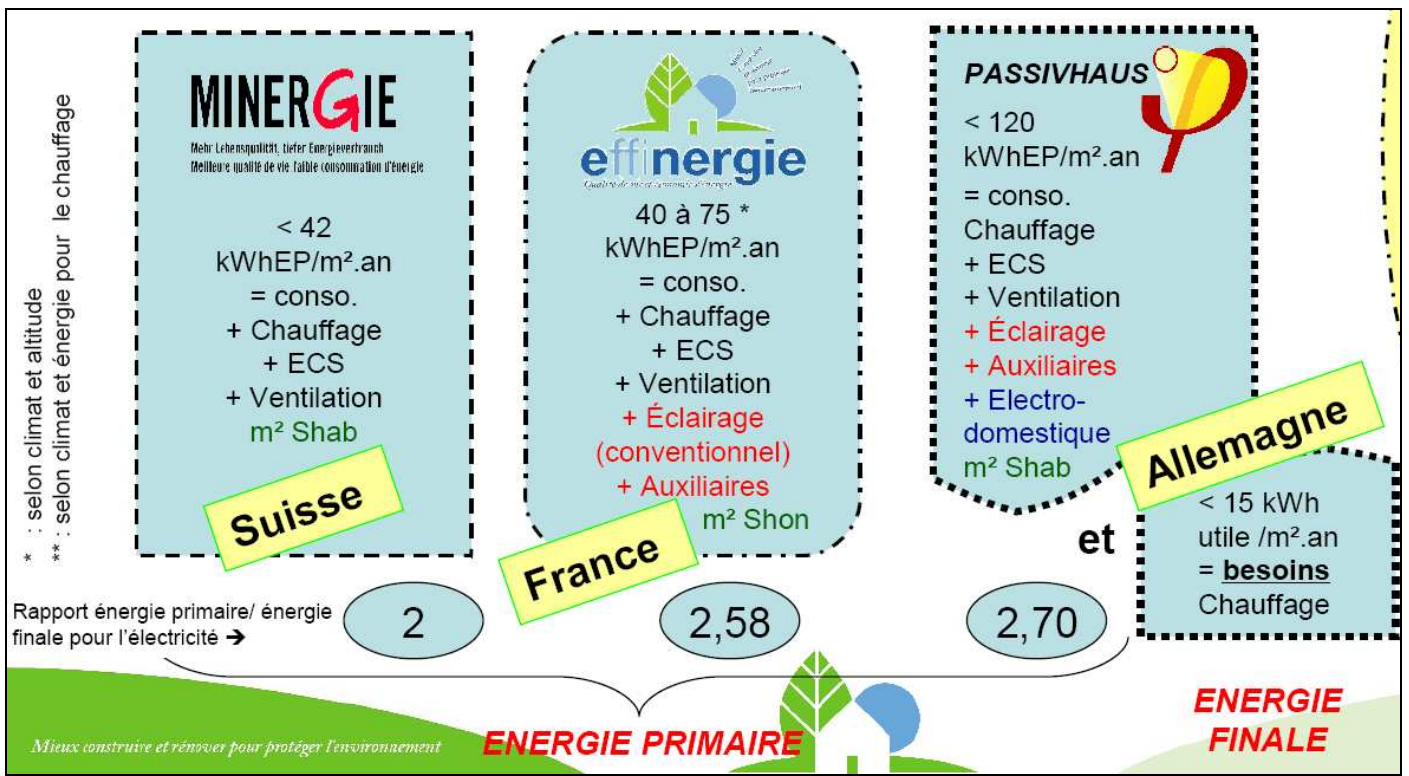 * : selon climat et altitude
** : selon climat et énergie pour le chauffage
MINERGIE
Mehr Lebensqualität, tiefer Energieverbrauch
Meilleure qualité de vie, faible consommation d'énergie
< 42
kWhEP/m².an
= conso.
+ Chauffage
+ ECS
+ Ventilation
m² Shab
Suisse
effinergie
40 à 75 *
kWhEP/m².an
= conso.
+ Chauffage
+ ECS
+ Ventilation
+ Éclairage
(conventionnel)
+ Auxiliaires
m² Shon
France
PASSIVHAUS
< 120
kWhEP/m².an
= conso.
Chauffage
+ ECS
+ Ventilation
+ Éclairage
+ Auxiliaires
+ Electro-
domestique
m² Shab
Allemagne
et
< 15 kWh
utile /m².an
= besoins
Chauffage
Rapport énergie primaire/ énergie
finale pour l'électricité ➔
2
2,58
2,70
ENERGIE PRIMAIRE
ENERGIE
FINALE
Mieux construire et rénover pour protéger l'environnement